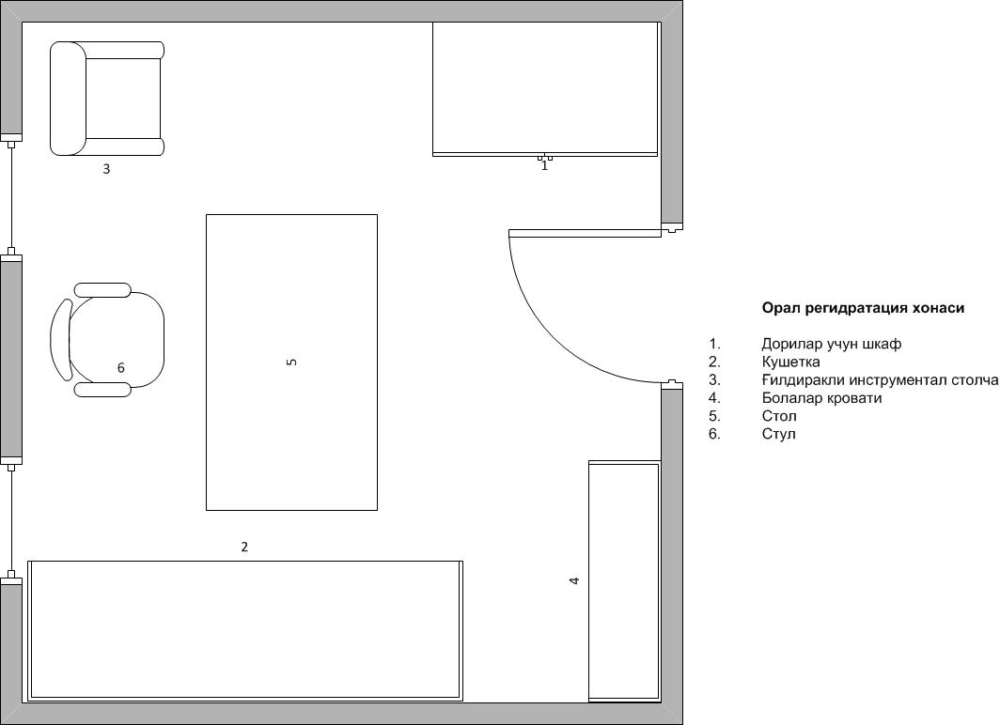 3
1
6
5
2
4
Орал регидратация хонаси
1. Дорилар учун шкаф
2. Кушетка
3. Ғилдиракли инструментал столча
4. Болалар кровати
5. Стол
6. Стул